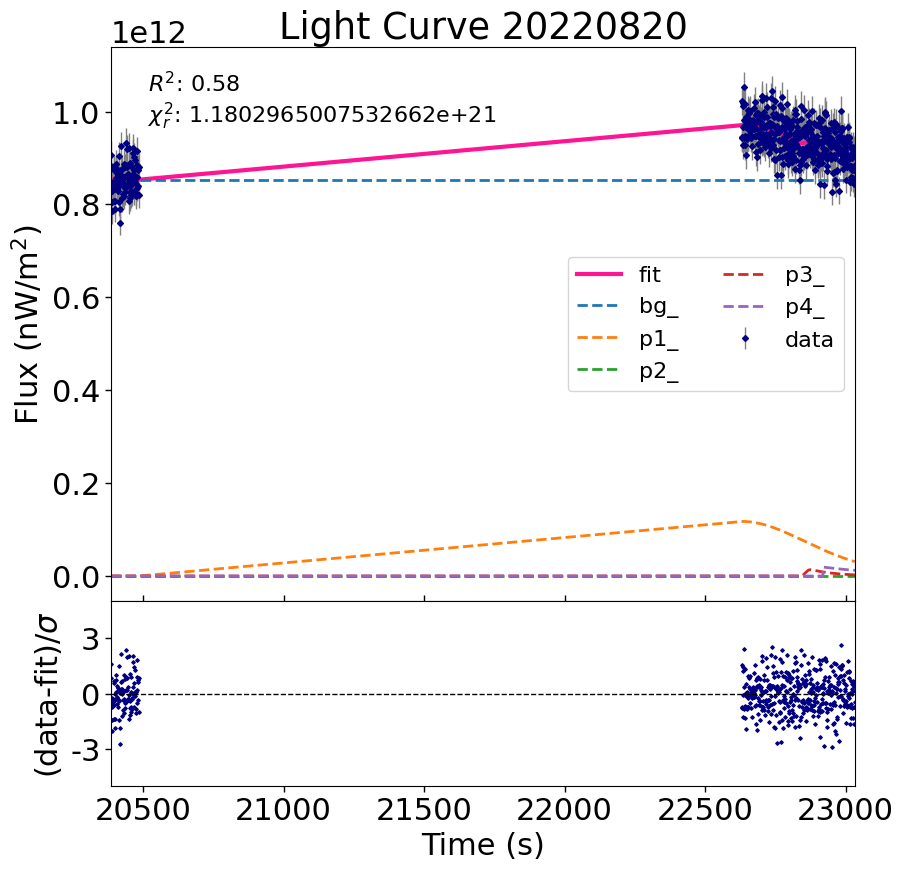 Light Curve 20220820
1e12
R²: 0.58
χᵣ²: 1.1802965007532662e+21
1.0
0.8
0.6
0.4
0.2
0.0
Flux (nW/m²)
fit
bg_
p1_
p2_
p3_
p4_
data
3
0
-3
(data-fit)/σ
20500 21000 21500 22000 22500 23000
Time (s)